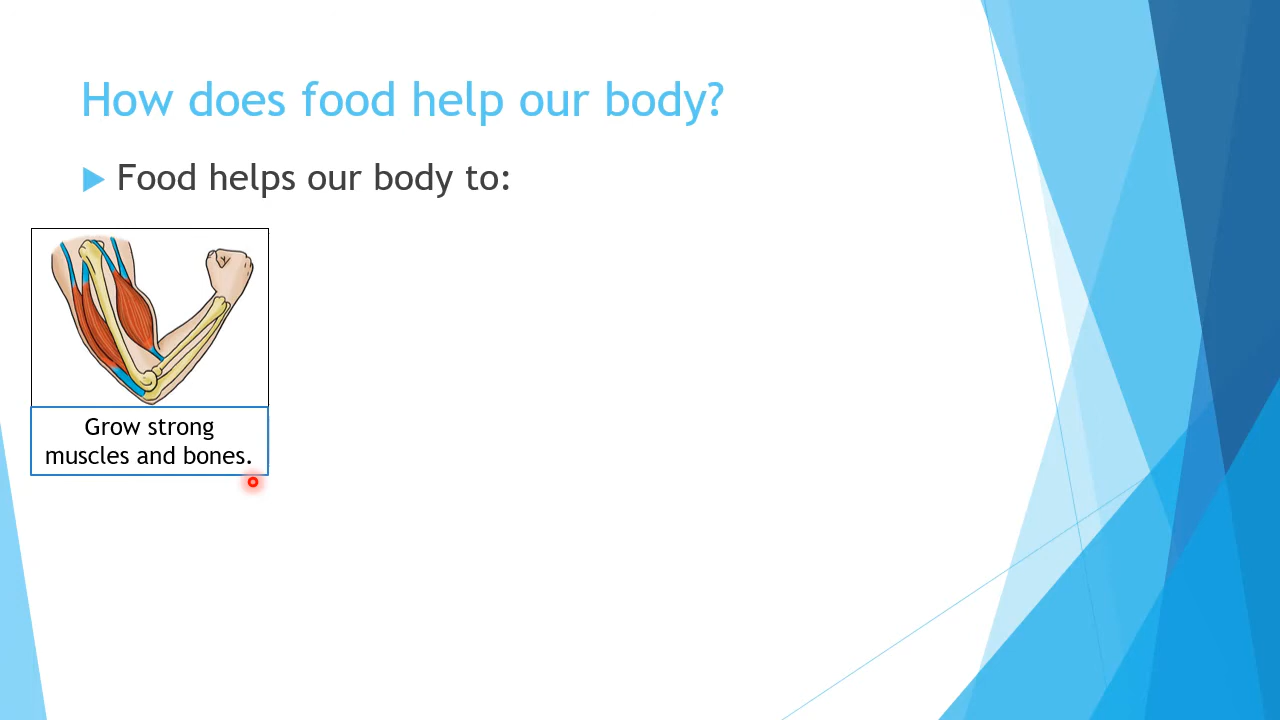 How does food help our body?
Food helps our body to:
Grow strong
muscles and bones.